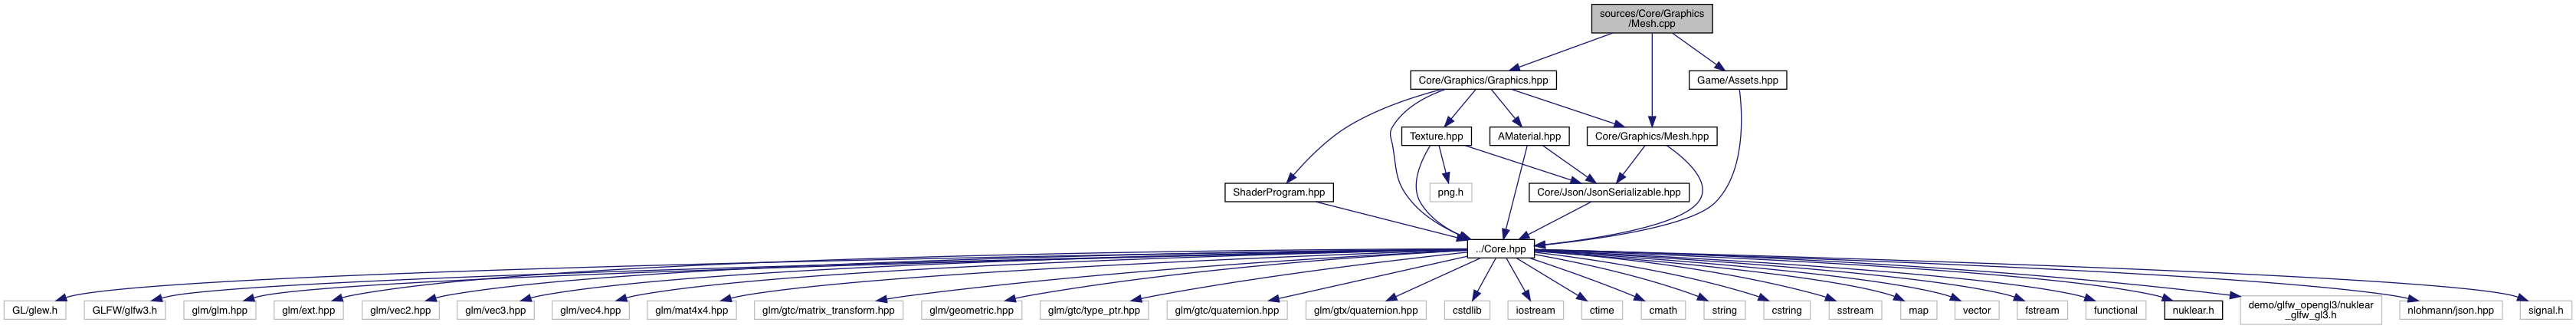 sources/Core/Graphics
/Mesh.cpp
Core/Graphics/Graphics.hpp
Game/Assets.hpp
Texture.hpp
AMaterial.hpp
Core/Graphics/Mesh.hpp
ShaderProgram.hpp
png.h
Core/Json/JsonSerializable.hpp
../Core.hpp
GL/glew.h
GLFW/glfw3.h
glm/glm.hpp
glm/ext.hpp
glm/vec2.hpp
glm/vec3.hpp
glm/vec4.hpp
glm/mat4x4.hpp
glm/gtc/matrix_transform.hpp
glm/geometric.hpp
glm/gtc/type_ptr.hpp
glm/gtc/quaternion.hpp
glm/gtx/quaternion.hpp
cstdlib
iostream
ctime
cmath
string
cstring
sstream
map
vector
fstream
functional
nuklear.h
demo/glfw_opengl3/nuklear
_glfw_gl3.h
nlohmann/json.hpp
signal.h